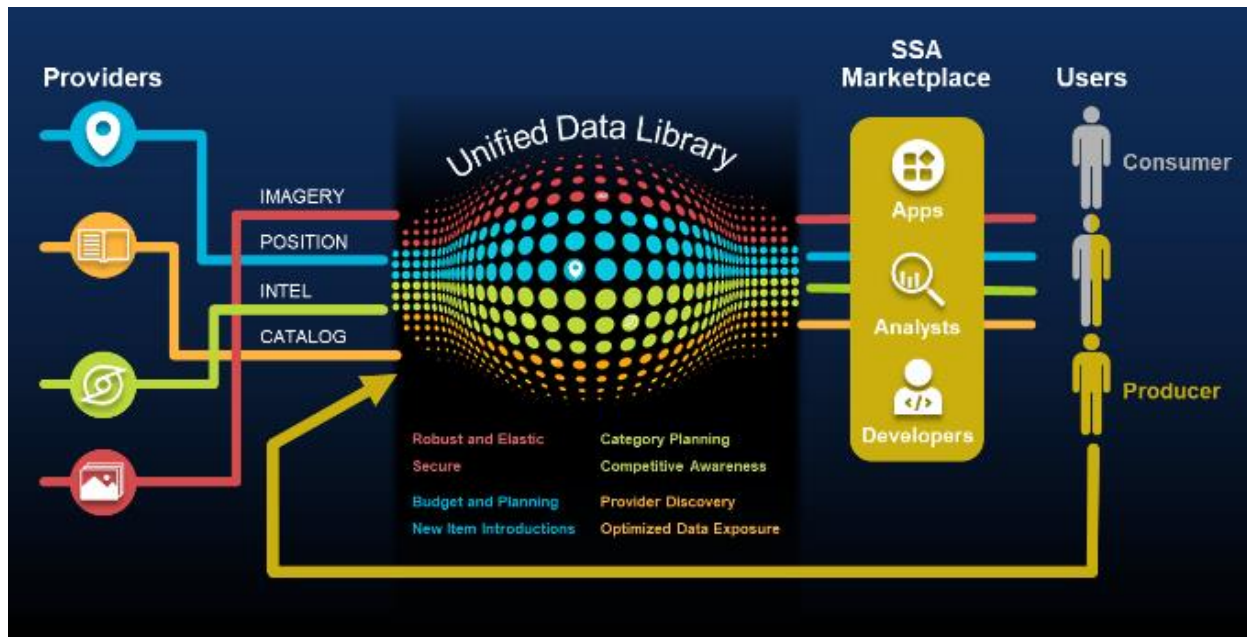 Providers
IMAGERY
POSITION
INTEL
CATALOG
Unified Data Library
Robust and Elastic
Secure
Budget and Planning
New Item Introductions
Category Planning
Competitive Awareness
Provider Discovery
Optimized Data Exposure
SSA
Marketplace
Apps
Analysts
</>
Developers
Users
Consumer
Producer